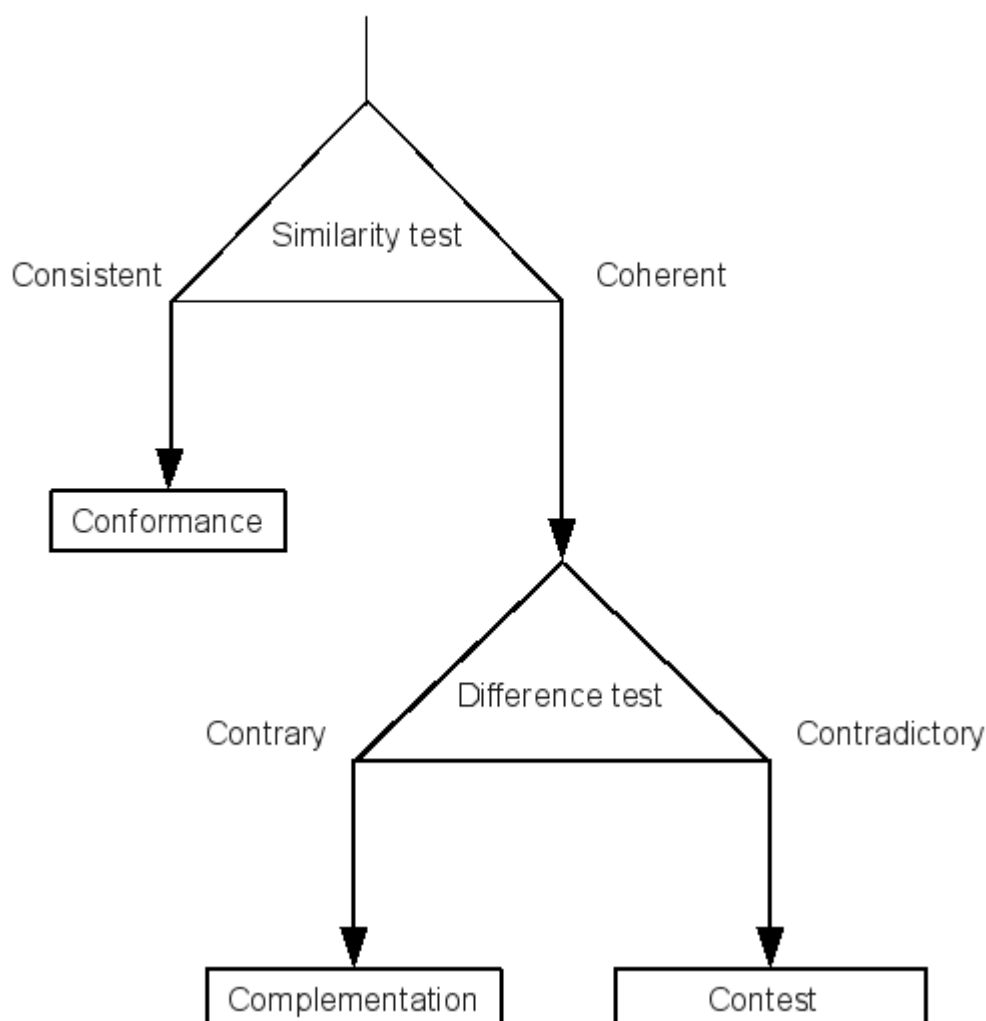 Similarity test
Consistent
Coherent
Conformance
Difference test
Contrary
Contradictory
Complementation
Contest